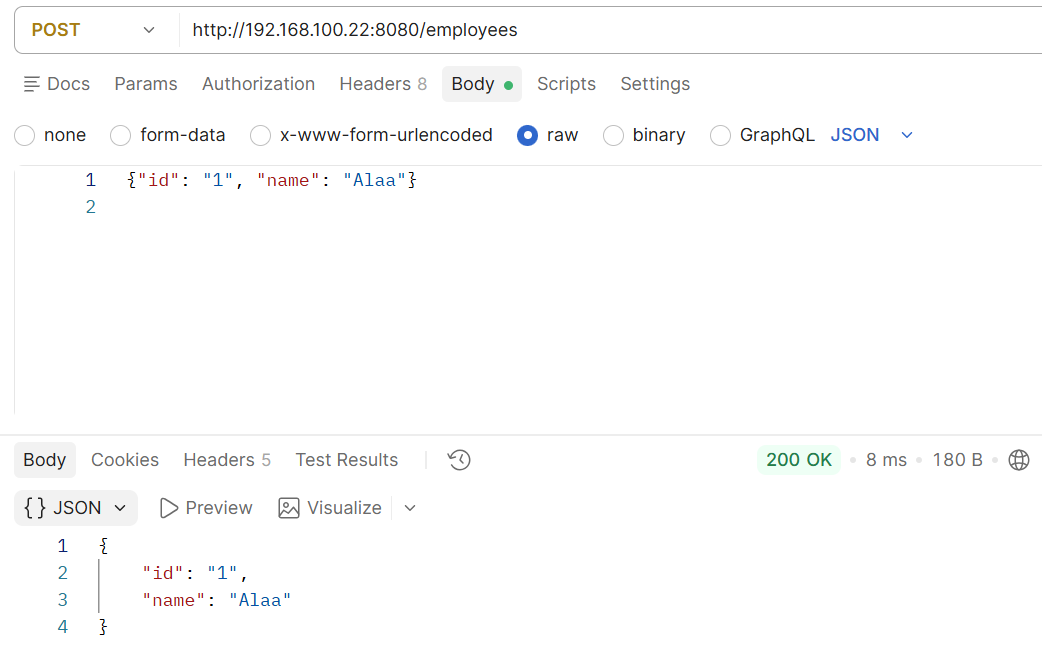 POST http://192.168.100.22:8080/employees
Docs Params Authorization Headers 8 Body Scripts Settings
none form-data x-www-form-urlencoded raw binary GraphQL JSON
1 {"id": "1", "name": "Alaa"}
2
Body Cookies Headers 5 Test Results 200 OK 8 ms 180 B
{} JSON Preview Visualize
1 {
2 "id": "1",
3 "name": "Alaa"
4 }